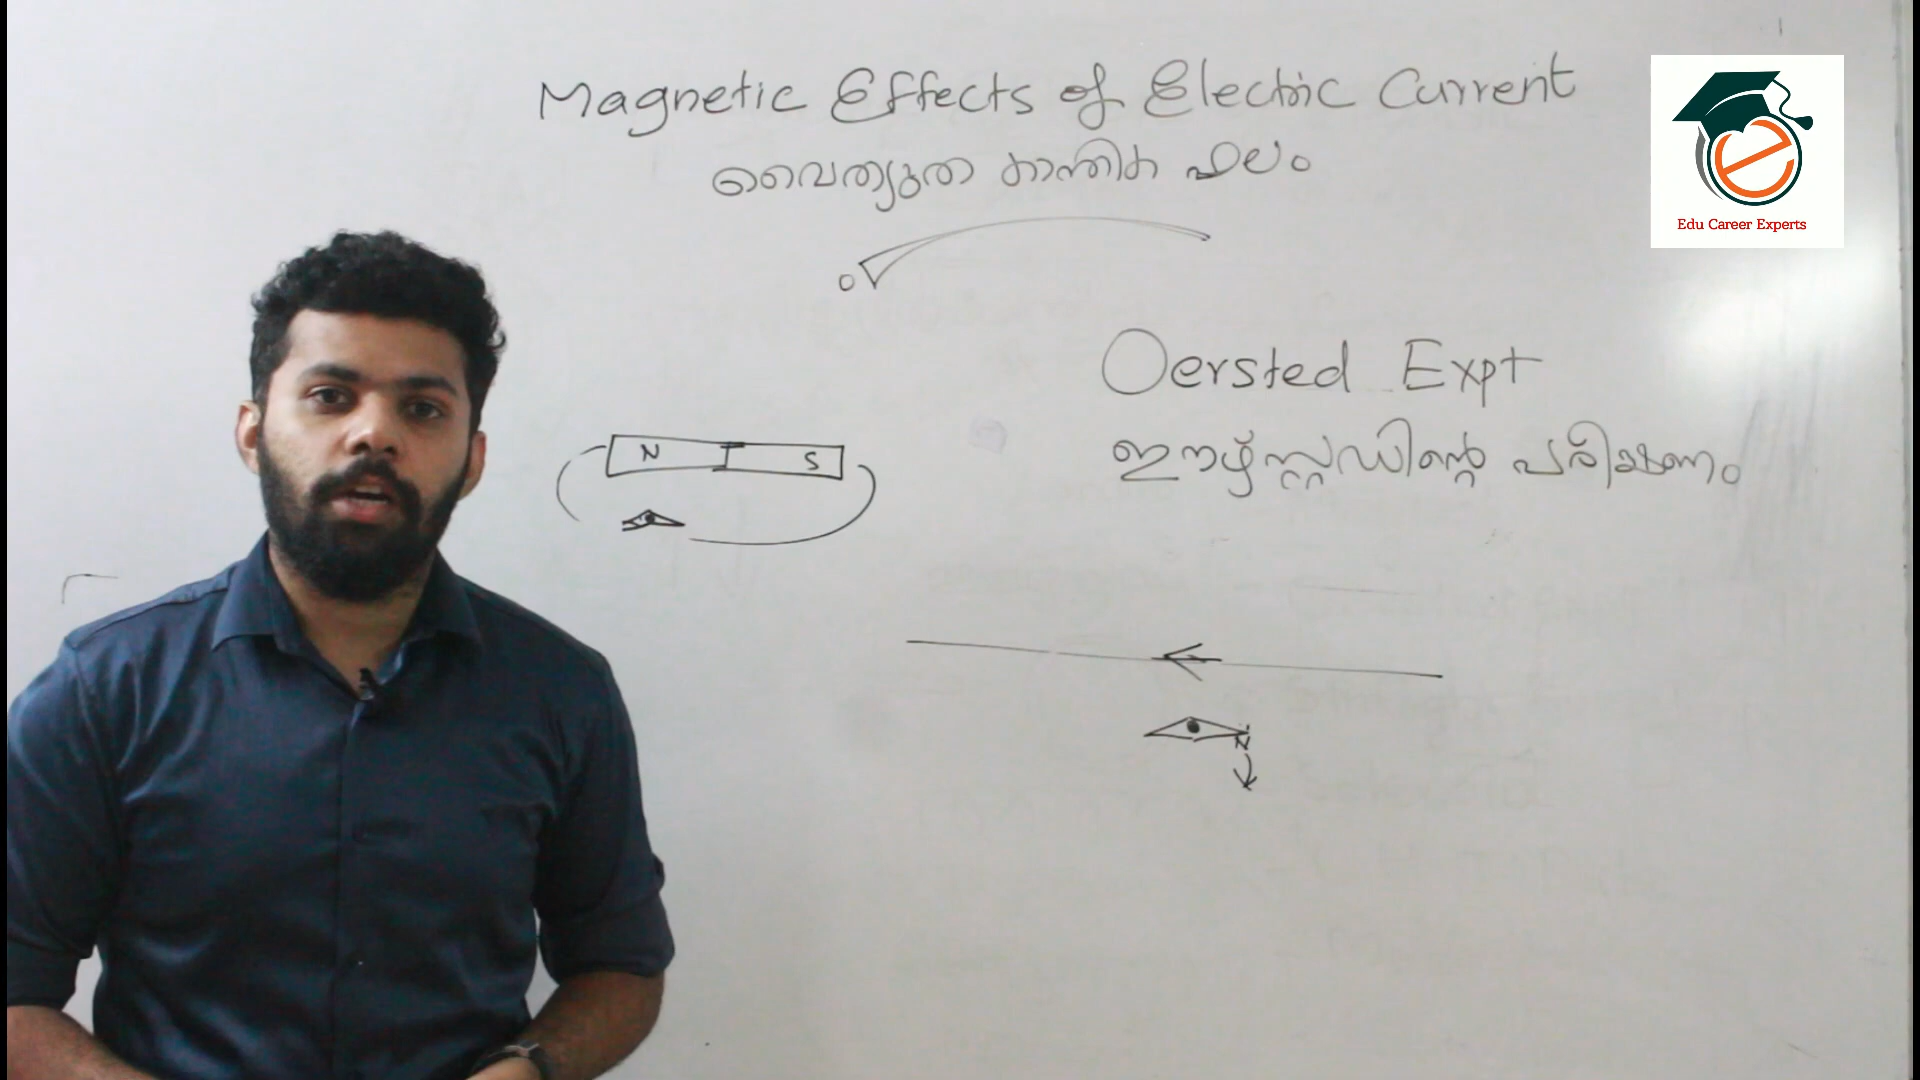 Magnetic Effects of Electric Current
വൈത്യുത കാന്തിക ഫലം
Edu Career Experts
Oersted Expt
ഈഴ്സ്റ്റഡിന്റെ പരീക്ഷണം
N S
N